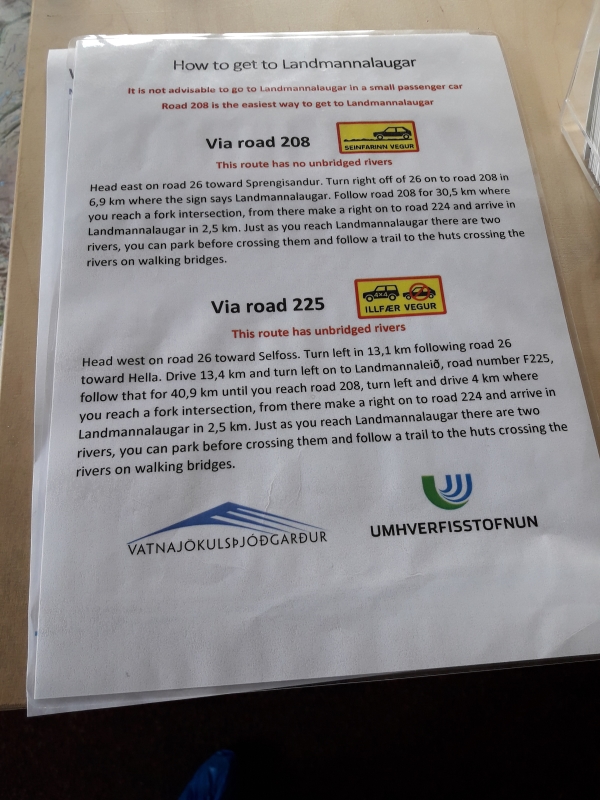 How to get to Landmannalaugar
It is not advisable to go to Landmannalaugar in a small passenger car
Road 208 is the easiest way to get to Landmannalaugar
Via road 208
SEINFARINN VEGUR
This route has no unbridged rivers
Head east on road 26 toward Sprengisandur. Turn right off of 26 on to road 208 in
6,9 km where the sign says Landmannalaugar. Follow road 208 for 30,5 km where
you reach a fork intersection, from there make a right on to road 224 and arrive in
Landmannalaugar in 2,5 km. Just as you reach Landmannalaugar there are two
rivers, you can park before crossing them and follow a trail to the huts crossing the
rivers on walking bridges.
Via road 225
4x4
ILLFÆR VEGUR
This route has unbridged rivers
Head west on road 26 toward Selfoss. Turn left in 13,1 km following road 26
toward Hella. Drive 13,4 km and turn left on to Landmannaleið, road number F225,
follow that for 40,9 km until you reach road 208, turn left and drive 4 km where
you reach a fork intersection, from there make a right on to road 224 and arrive in
Landmannalaugar in 2,5 km. Just as you reach Landmannalaugar there are two
rivers, you can park before crossing them and follow a trail to the huts crossing the
rivers on walking bridges.
VATNAJÖKULSÞJÓÐGARÐUR
UMHVERFISSTOFNUN